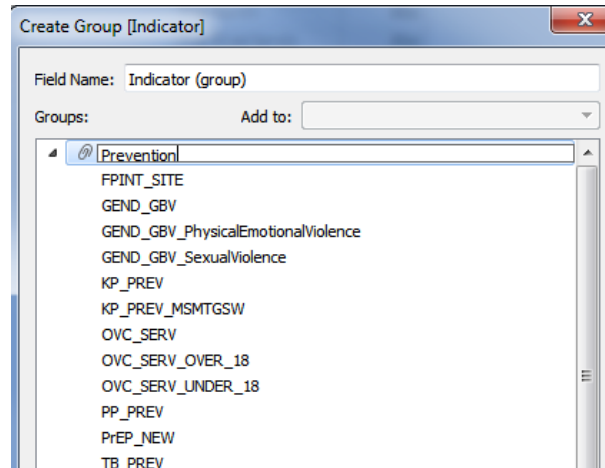 Create Group [Indicator]
Field Name: Indicator (group)
Groups: Add to:
Prevention
FPINT_SITE
GEND_GBV
GEND_GBV_PhysicalEmotionalViolence
GEND_GBV_SexualViolence
KP_PREV
KP_PREV_MSMTGSW
OVC_SERV
OVC_SERV_OVER_18
OVC_SERV_UNDER_18
PP_PREV
PrEP_NEW
TB_PREV